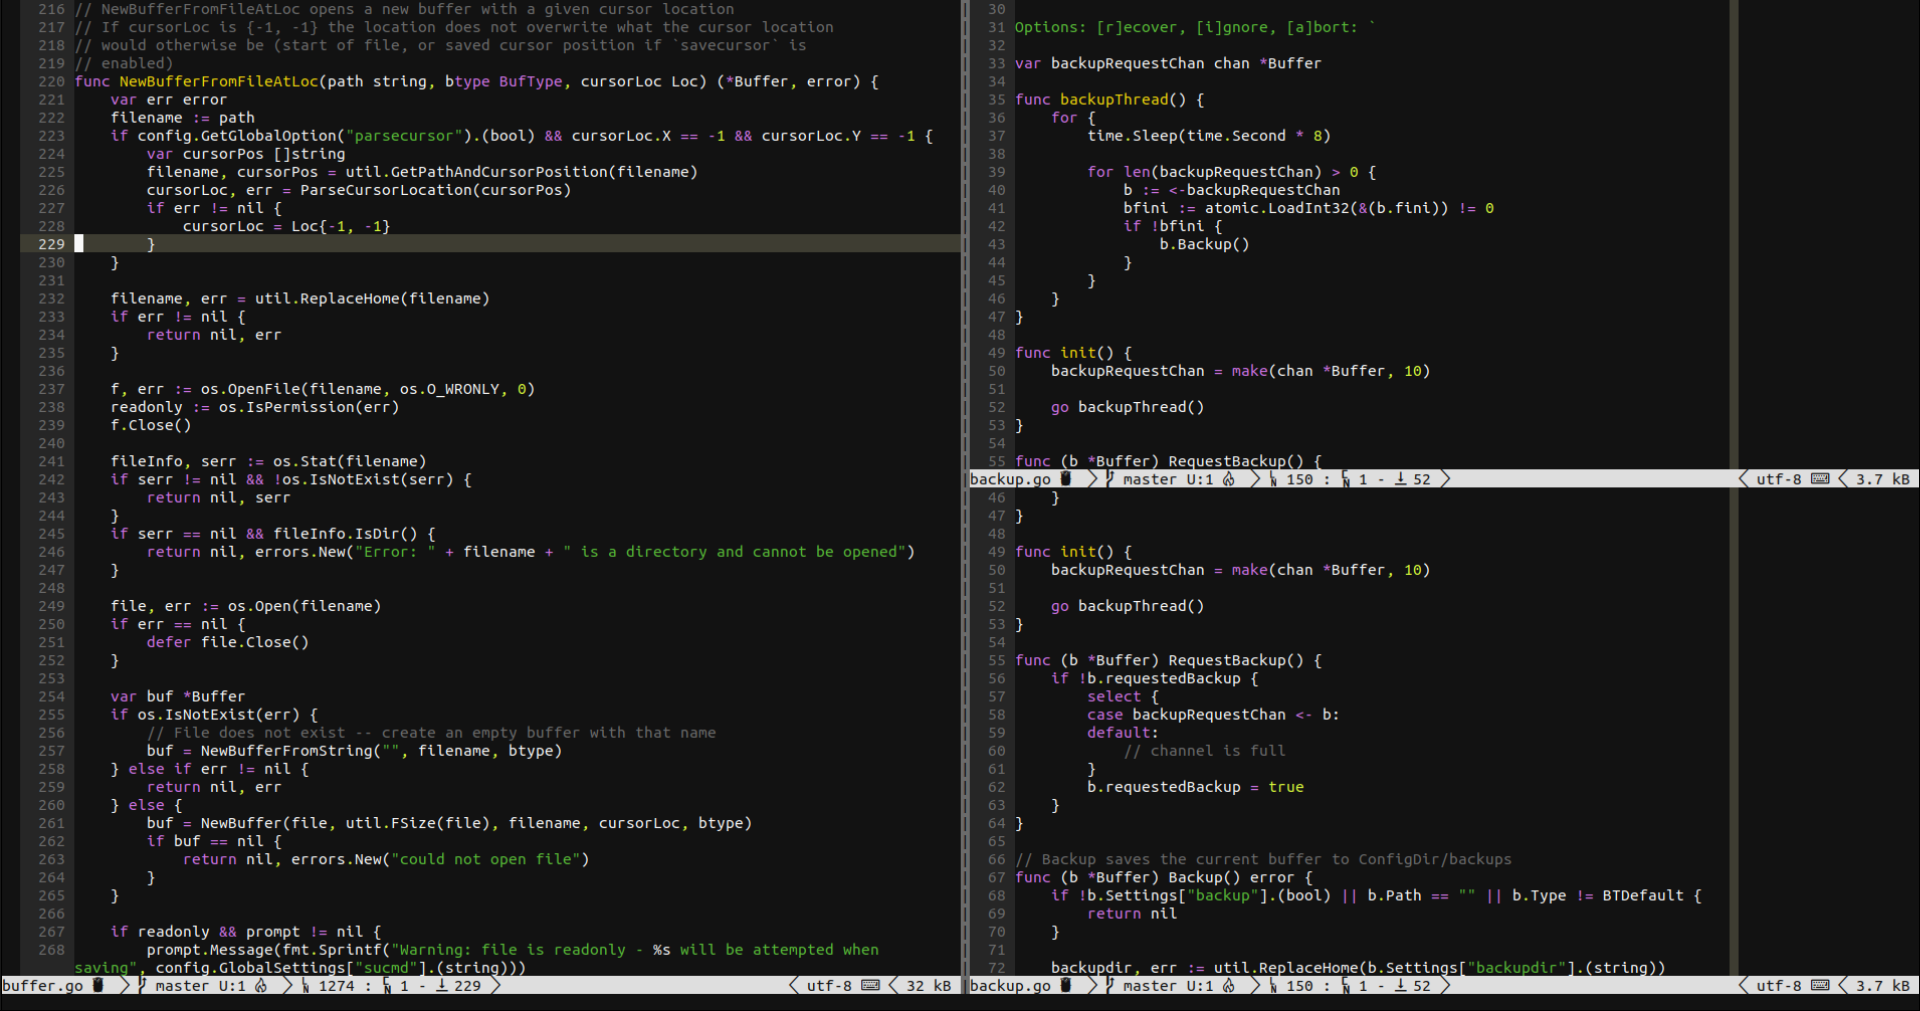 216 // NewBufferFromFileAtLoc opens a new buffer with a given cursor location
217 // If cursorLoc is {-1, -1} the location does not overwrite what the cursor location
218 // would otherwise be (start of file, or saved cursor position if `savecursor` is
219 // enabled)
220 func NewBufferFromFileAtLoc(path string, btype BufType, cursorLoc Loc) (*Buffer, error) {
221     var err error
222     filename := path
223     if config.GetGlobalOption("parsecursor").(bool) && cursorLoc.X == -1 && cursorLoc.Y == -1 {
224         var cursorPos []string
225         filename, cursorPos = util.GetPathAndCursorPosition(filename)
226         cursorLoc, err = ParseCursorLocation(cursorPos)
227         if err != nil {
228             cursorLoc = Loc{-1, -1}
229         }
230     }
231
232     filename, err = util.ReplaceHome(filename)
233     if err != nil {
234         return nil, err
235     }
236
237     f, err := os.OpenFile(filename, os.O_WRONLY, 0)
238     readonly := os.IsPermission(err)
239     f.Close()
240
241     fileInfo, serr := os.Stat(filename)
242     if serr != nil && !os.IsNotExist(serr) {
243         return nil, serr
244     }
245     if serr == nil && fileInfo.IsDir() {
246         return nil, errors.New("Error: " + filename + " is a directory and cannot be opened")
247     }
248
249     file, err := os.Open(filename)
250     if err == nil {
251         defer file.Close()
252     }
253
254     var buf *Buffer
255     if os.IsNotExist(err) {
256         // File does not exist -- create an empty buffer with that name
257         buf = NewBufferFromString("", filename, btype)
258     } else if err != nil {
259         return nil, err
260     } else {
261         buf = NewBuffer(file, util.FSize(file), filename, cursorLoc, btype)
262         if buf == nil {
263             return nil, errors.New("could not open file")
264         }
265     }
266
267     if readonly && prompt != nil {
268         prompt.Message(fmt.Sprintf("Warning: file is readonly - %s will be attempted when
saving", config.GlobalSettings["sucmd"].(string)))
buffer.go master U:1 1274 : 1 - 229 utf-8 32 kB
30
31 Options: [r]ecover, [i]gnore, [a]bort: `
32
33 var backupRequestChan chan *Buffer
34
35 func backupThread() {
36     for {
37         time.Sleep(time.Second * 8)
38
39         for len(backupRequestChan) > 0 {
40             b := <-backupRequestChan
41             bfini := atomic.LoadInt32(&(b.fini)) != 0
42             if !bfini {
43                 b.Backup()
44             }
45         }
46     }
47 }
48
49 func init() {
50     backupRequestChan = make(chan *Buffer, 10)
51
52     go backupThread()
53 }
54
55 func (b *Buffer) RequestBackup() {
backup.go master U:1 150 : 1 - 52 utf-8 3.7 kB
46     }
47 }
48
49 func init() {
50     backupRequestChan = make(chan *Buffer, 10)
51
52     go backupThread()
53 }
54
55 func (b *Buffer) RequestBackup() {
56     if !b.requestedBackup {
57         select {
58         case backupRequestChan <- b:
59         default:
60             // channel is full
61         }
62         b.requestedBackup = true
63     }
64 }
65
66 // Backup saves the current buffer to ConfigDir/backups
67 func (b *Buffer) Backup() error {
68     if !b.Settings["backup"].(bool) || b.Path == "" || b.Type != BTDefault {
69         return nil
70     }
71
72     backupdir, err := util.ReplaceHome(b.Settings["backupdir"].(string))
backup.go master U:1 150 : 1 - 52 utf-8 3.7 kB